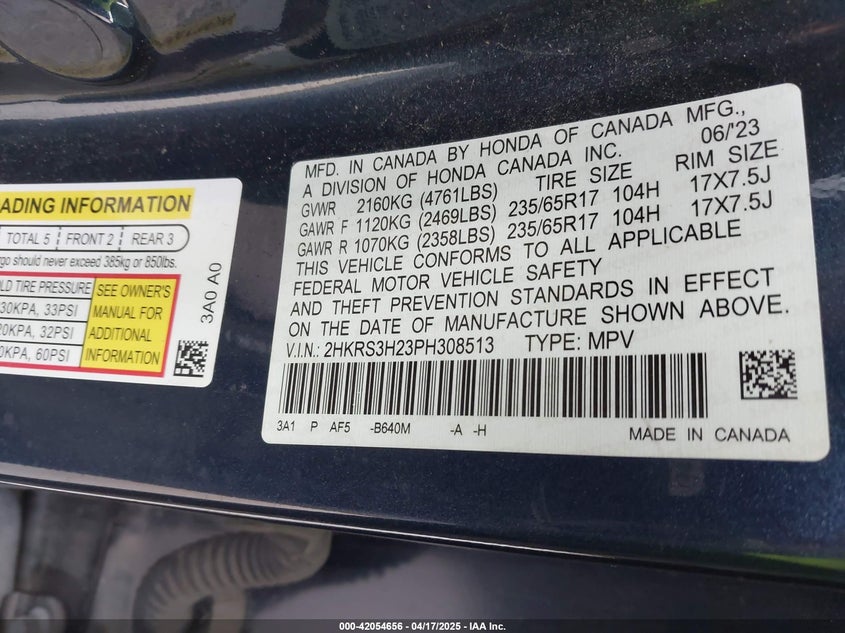 ADING INFORMATION
TOTAL 5 FRONT 2 REAR 3
rgo should never exceed 385kg or 850lbs.
LD TIRE PRESSURE
30KPA, 33PSI
20KPA, 32PSI
0KPA, 60PSI
SEE OWNER'S
MANUAL FOR
ADDITIONAL
INFORMATION
3A0 A0
MFD. IN CANADA BY HONDA OF CANADA MFG.,
A DIVISION OF HONDA CANADA INC. 06/'23
GVWR 2160KG (4761LBS) TIRE SIZE RIM SIZE
GAWR F 1120KG (2469LBS) 235/65R17 104H 17X7.5J
GAWR R 1070KG (2358LBS) 235/65R17 104H 17X7.5J
THIS VEHICLE CONFORMS TO ALL APPLICABLE
FEDERAL MOTOR VEHICLE SAFETY
AND THEFT PREVENTION STANDARDS IN EFFECT
ON THE DATE OF MANUFACTURE SHOWN ABOVE.
V.I.N.: 2HKRS3H23PH308513 TYPE: MPV
3A1 P AF5 -B640M -A -H
MADE IN CANADA
000-42054656 - 04/17/2025 - IAA Inc.